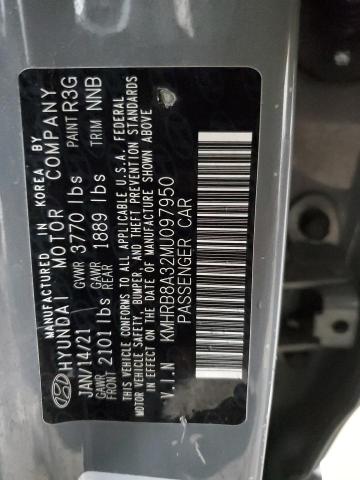 MANUFACTURED IN KOREA BY
HYUNDAI MOTOR COMPANY
JAN/14/21 GVWR 3770 lbs PAINT R3G
GAWR FRONT 2101 lbs GAWR REAR 1889 lbs TRIM NNB
THIS VEHICLE CONFORMS TO ALL APPLICABLE U.S.A. FEDERAL
MOTOR VEHICLE SAFETY, BUMPER, AND THEFT PREVENTION STANDARDS
IN EFFECT ON THE DATE OF MANUFACTURE SHOWN ABOVE.
V.I.N KMHRB8A32MU097950
PASSENGER CAR